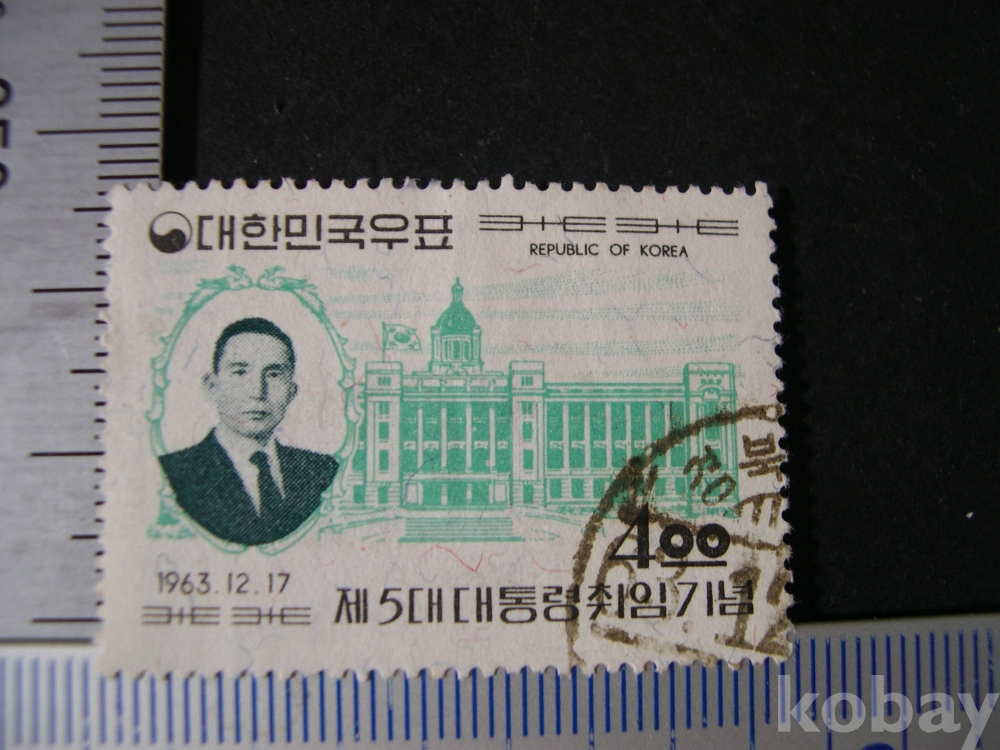 대한민국우표
REPUBLIC OF KOREA
4.00
1963.12.17
제5대 대통령 취임 기념
kobay